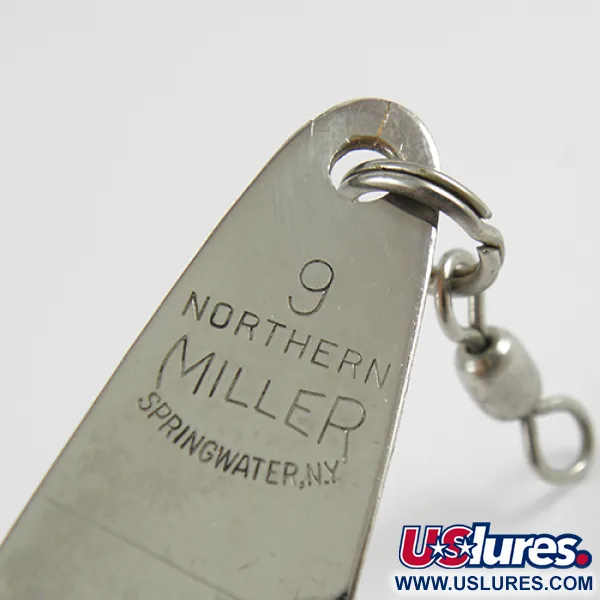 9
NORTHERN
MILLER
SPRINGWATER, N.Y.
USlures.
WWW.USLURES.COM